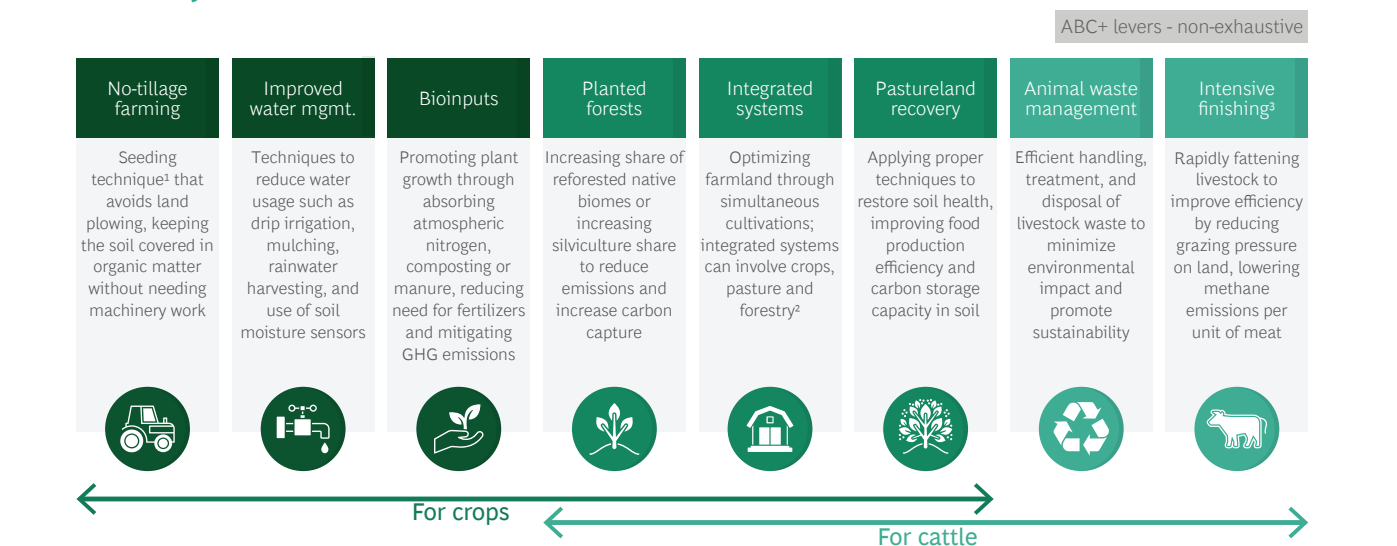 ABC+ levers - non-exhaustive
No-tillage
farming
Seeding
technique¹ that
avoids land
plowing, keeping
the soil covered in
organic matter
without needing
machinery work
Improved
water mgmt.
Techniques to
reduce water
usage such as
drip irrigation,
mulching,
rainwater
harvesting, and
use of soil
moisture sensors
Bioinputs
Promoting plant
growth through
absorbing
atmospheric
nitrogen,
composting or
manure, reducing
need for fertilizers
and mitigating
GHG emissions
Planted
forests
Increasing share of
reforested native
biomes or
increasing
silviculture share
to reduce
emissions and
increase carbon
capture
Integrated
systems
Optimizing
farmland through
simultaneous
cultivations;
integrated systems
can involve crops,
pasture and
forestry²
Pastureland
recovery
Applying proper
techniques to
restore soil health,
improving food
production
efficiency and
carbon storage
capacity in soil
Animal waste
management
Efficient handling,
treatment, and
disposal of
livestock waste to
minimize
environmental
impact and
promote
sustainability
Intensive
finishing³
Rapidly fattening
livestock to
improve efficiency
by reducing
grazing pressure
on land, lowering
methane
emissions per
unit of meat
For crops
For cattle